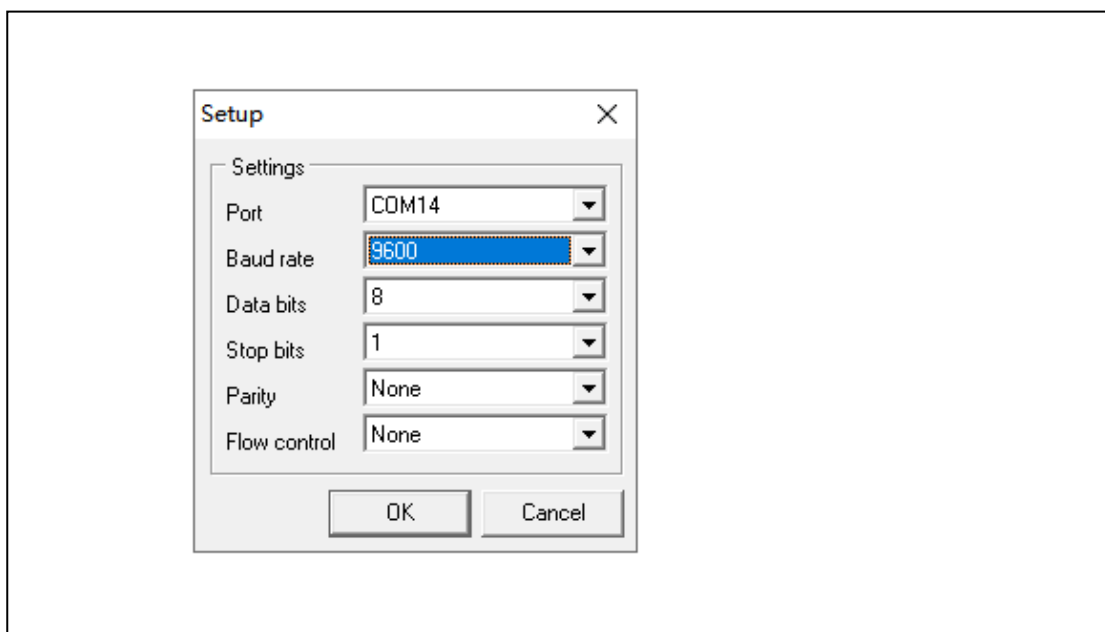 Setup
Settings
Port COM14
Baud rate 9600
Data bits 8
Stop bits 1
Parity None
Flow control None
OK Cancel